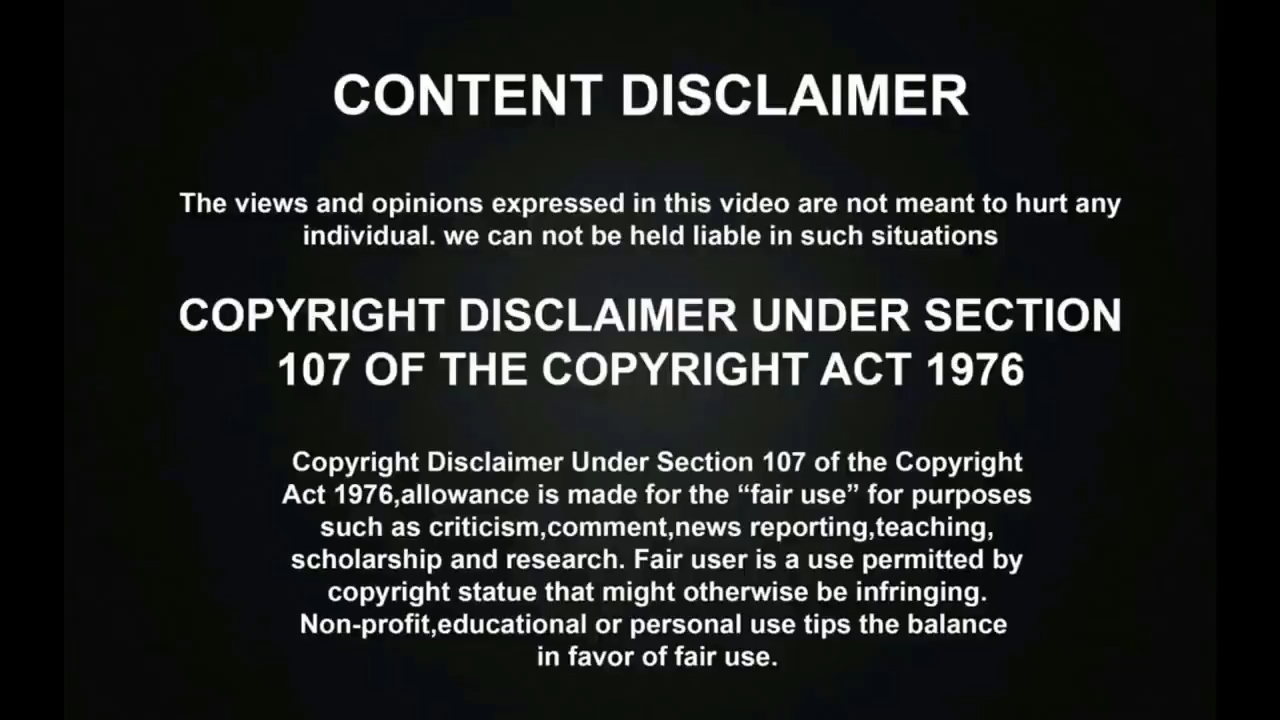 CONTENT DISCLAIMER
The views and opinions expressed in this video are not meant to hurt any
individual. we can not be held liable in such situations
COPYRIGHT DISCLAIMER UNDER SECTION
107 OF THE COPYRIGHT ACT 1976
Copyright Disclaimer Under Section 107 of the Copyright
Act 1976,allowance is made for the “fair use” for purposes
such as criticism,comment,news reporting,teaching,
scholarship and research. Fair user is a use permitted by
copyright statue that might otherwise be infringing.
Non-profit,educational or personal use tips the balance
in favor of fair use.